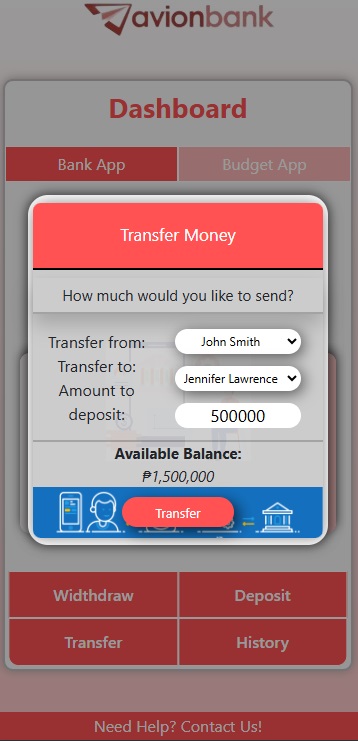 avionbank
Dashboard
Bank App
Budget App
Transfer Money
How much would you like to send?
Transfer from:
John Smith
Transfer to:
Jennifer Lawrence
Amount to
deposit:
500000
Available Balance:
₱1,500,000
Transfer
Widthdraw
Deposit
Transfer
History
Need Help? Contact Us!